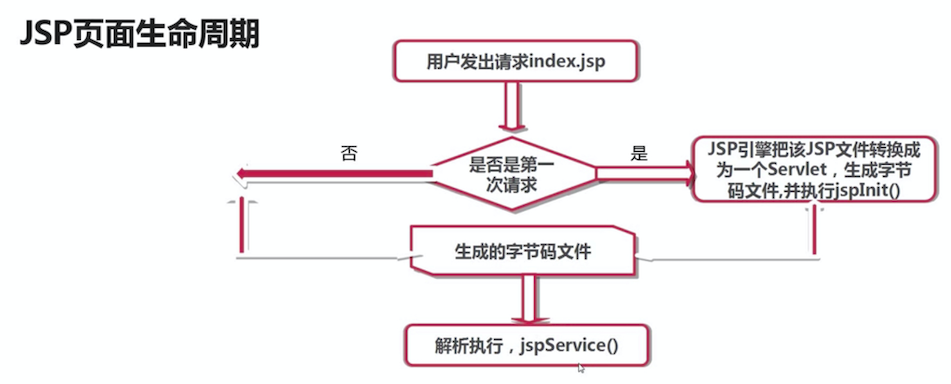 JSP页面生命周期
用户发出请求index.jsp
否
是否是第一
次请求
是
JSP引擎把该JSP文件转换成
为一个Servlet，生成字节
码文件,并执行jspInit()
生成的字节码文件
解析执行，jspService()